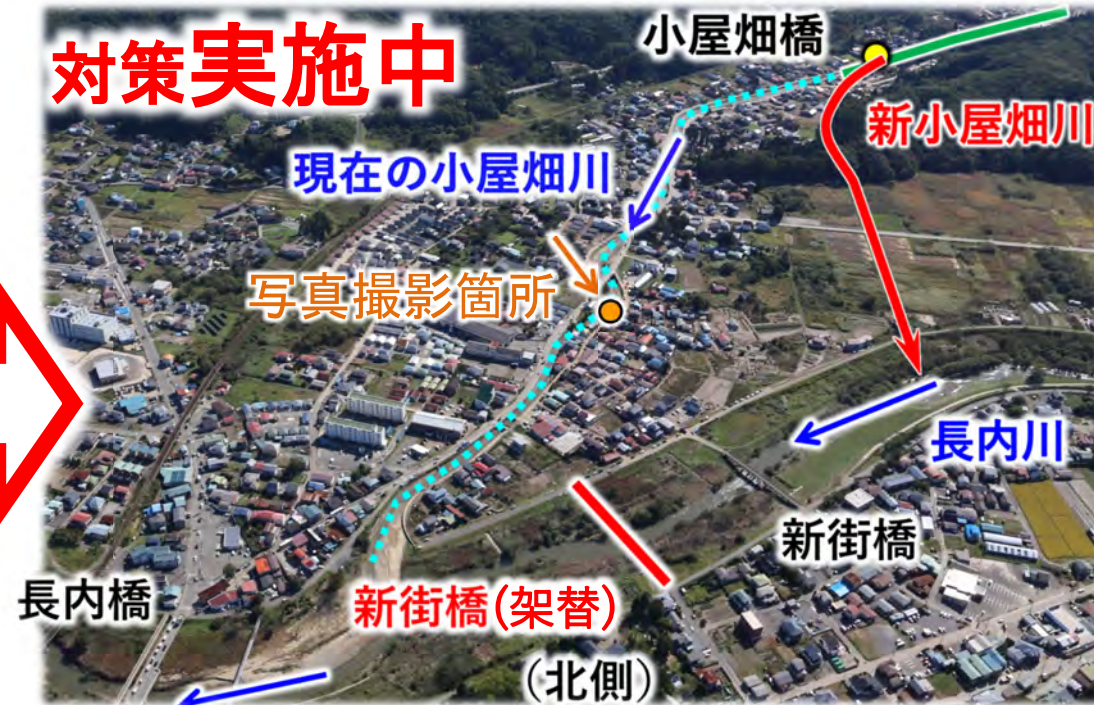 対策実施中
小屋畑橋
新小屋畑川
現在の小屋畑川
写真撮影箇所
長内川
新街橋
長内橋
新街橋(架替)
(北側)